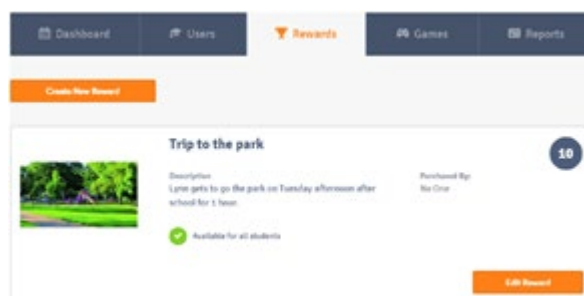 Dashboard
Users
Rewards
Games
Reports
Create New Reward
Trip to the park
10
Description
Purchased By:
Lynn gets to go the park on Tuesday afternoon after
No One
school for 1 hour.
Available for all students
Edit Reward